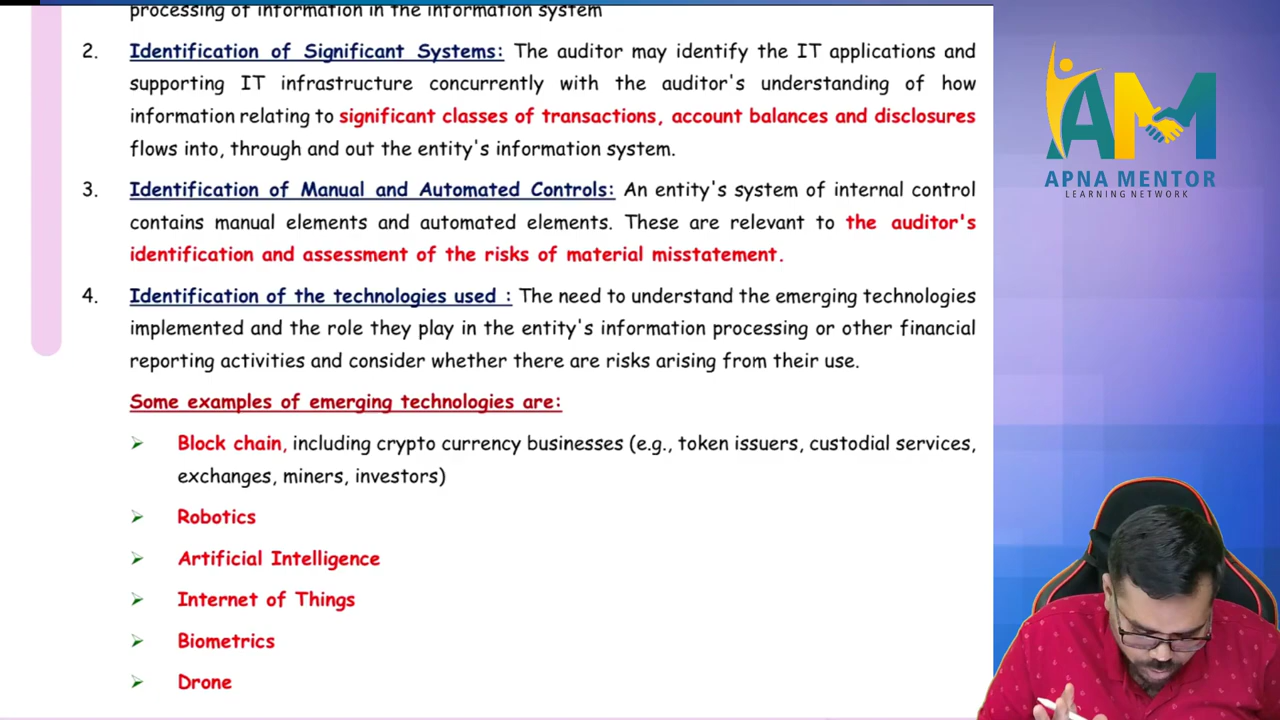 processing of information in the information system
2. Identification of Significant Systems: The auditor may identify the IT applications and
supporting IT infrastructure concurrently with the auditor's understanding of how
information relating to significant classes of transactions, account balances and disclosures
flows into, through and out the entity's information system.
3. Identification of Manual and Automated Controls: An entity's system of internal control
contains manual elements and automated elements. These are relevant to the auditor's
identification and assessment of the risks of material misstatement.
4. Identification of the technologies used : The need to understand the emerging technologies
implemented and the role they play in the entity's information processing or other financial
reporting activities and consider whether there are risks arising from their use.
Some examples of emerging technologies are:
Block chain, including crypto currency businesses (e.g., token issuers, custodial services,
exchanges, miners, investors)
Robotics
Artificial Intelligence
Internet of Things
Biometrics
Drone
AM
APNA MENTOR
LEARNING NETWORK